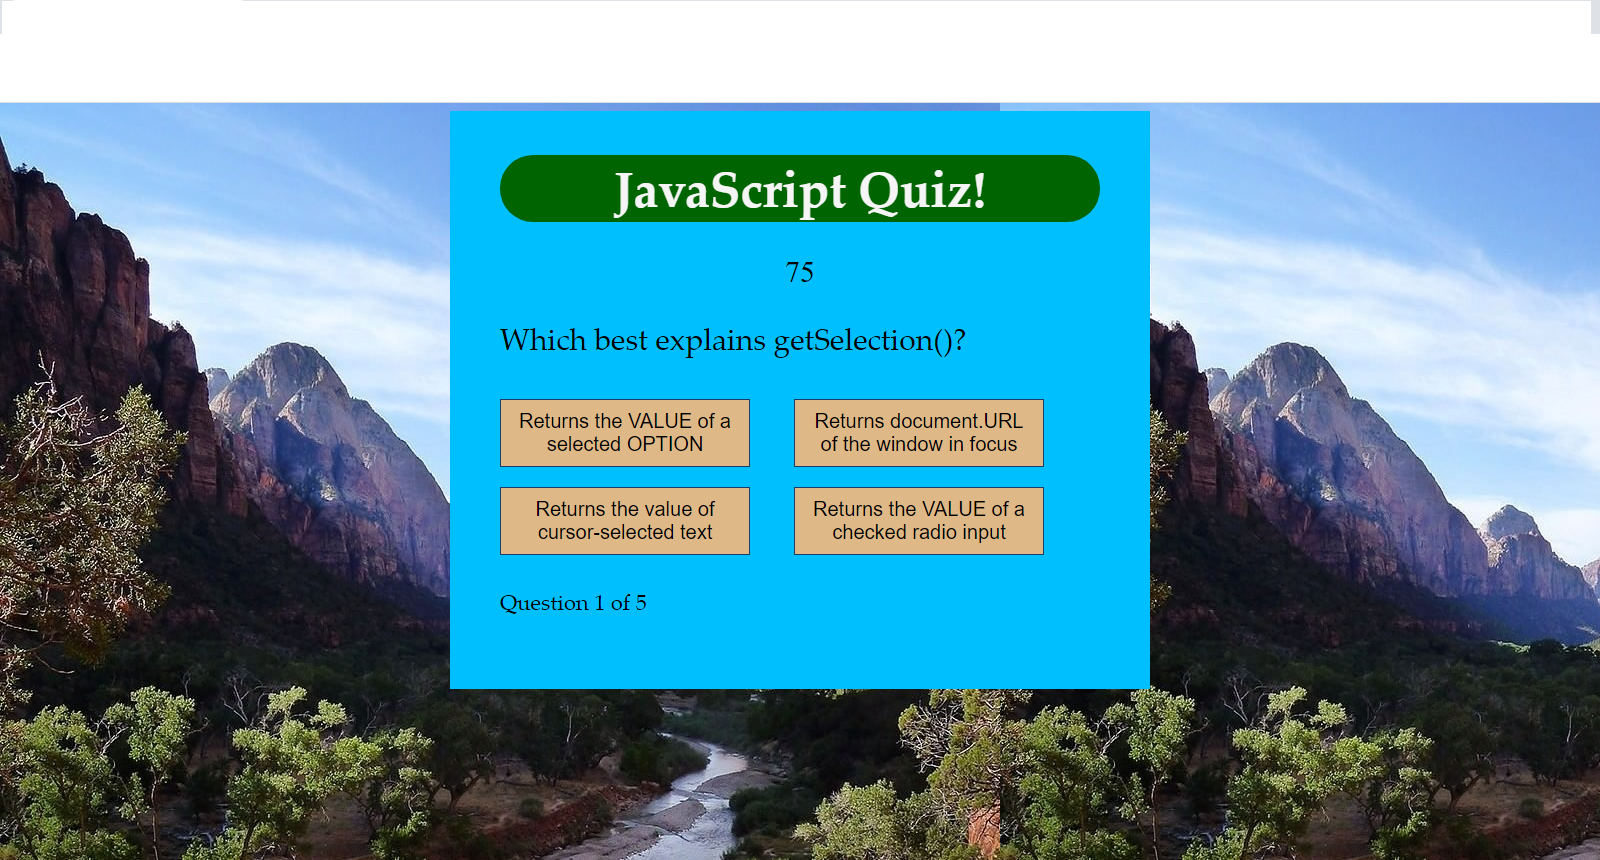 JavaScript Quiz!
75
Which best explains getSelection()?
Returns the VALUE of a
selected OPTION
Returns document.URL
of the window in focus
Returns the value of
cursor-selected text
Returns the VALUE of a
checked radio input
Question 1 of 5